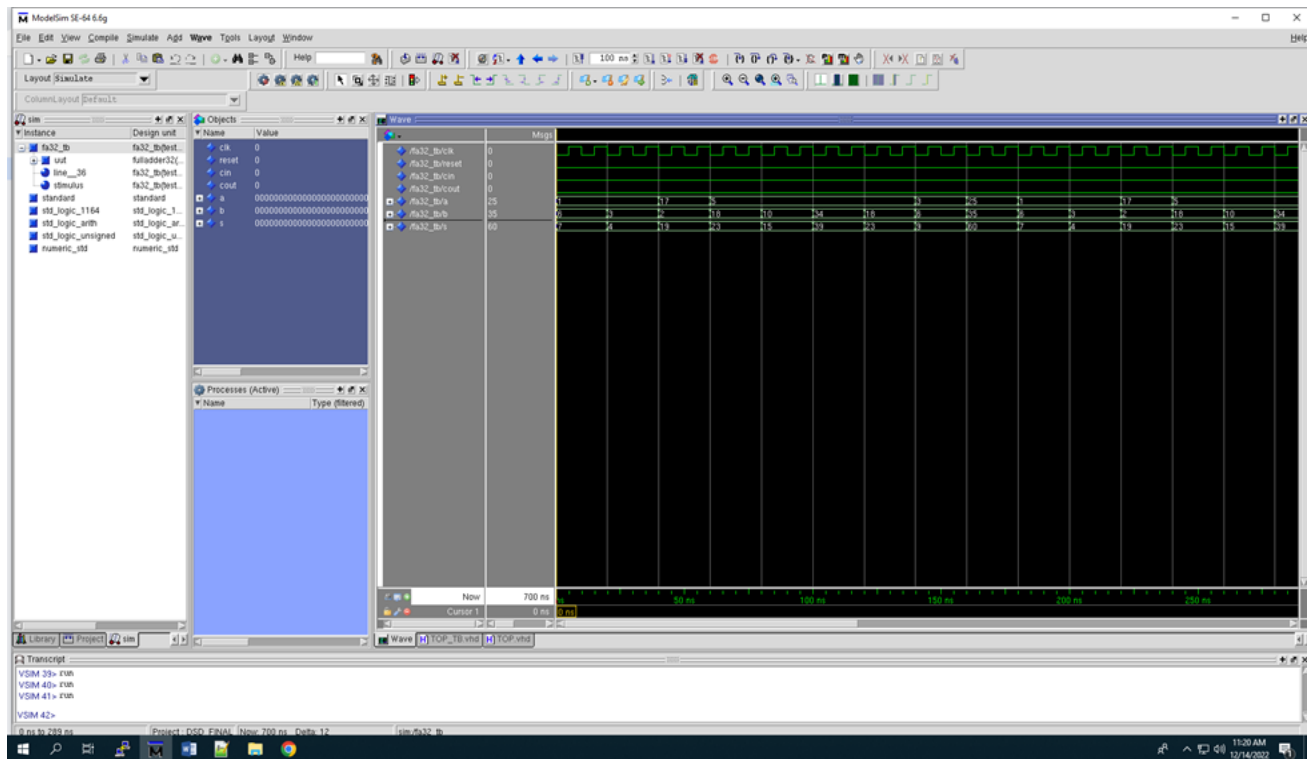 ModelSim SE-64 6.6g
File Edit View Compile Simulate Add Wave Tools Layout Window Help
Help 100 ns
Layout Simulate
ColumnLayout Default
sim
Instance Design unit
fa32_tb fa32_tb(test...
uut fulladder32(...
line__36 fa32_tb(test...
stimulus fa32_tb(test...
standard standard
std_logic_1164 std_logic_1...
std_logic_arith std_logic_ar...
std_logic_unsigned std_logic_u...
numeric_std numeric_std
Objects
Name Value
clk 0
reset 0
cin 0
cout 0
a 0000000000000000000000
b 0000000000000000000000
s 0000000000000000000000
Processes (Active)
Name Type (filtered)
Wave
Msgs
/fa32_tb/clk 0
/fa32_tb/reset 0
/fa32_tb/cin 0
/fa32_tb/cout 0
/fa32_tb/a 25 1 17 5 3 25 1 17 5
/fa32_tb/b 35 6 3 2 18 10 34 18 6 35 6 3 2 18 10 34
/fa32_tb/s 60 7 4 19 23 15 39 23 9 60 7 4 19 23 15 39
Now 700 ns 50 ns 100 ns 150 ns 200 ns 250 ns
Cursor 1 0 ns 0 ns
Library Project sim
Wave TOP_TB.vhd TOP.vhd
Transcript
VSIM 39> run
VSIM 40> run
VSIM 41> run
VSIM 42>
0 ns to 289 ns Project : DSD_FINAL Now: 700 ns Delta: 12 sim:/fa32_tb
11:20 AM
12/14/2022